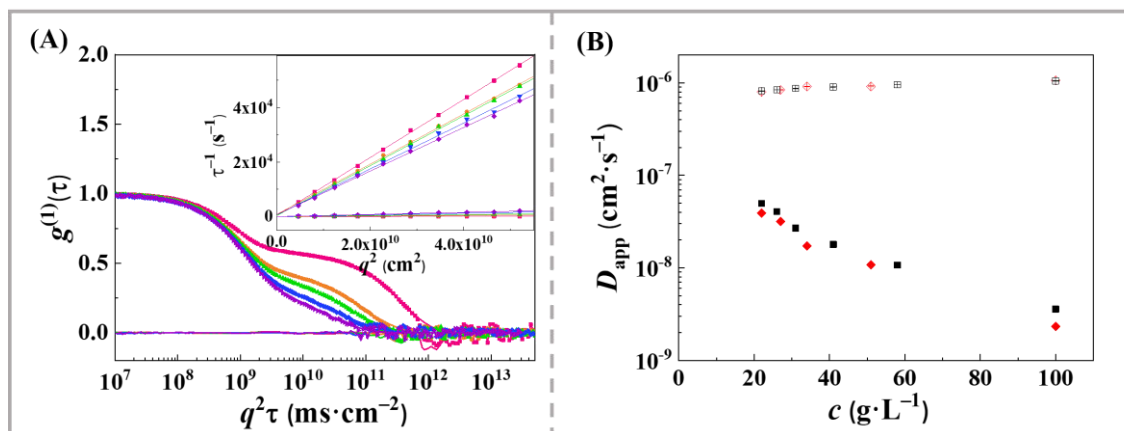 (A)
2.0
1.5
1.0
0.5
0.0
g⁽¹⁾(τ)
10⁷ 10⁸ 10⁹ 10¹⁰ 10¹¹ 10¹² 10¹³
q²τ (ms·cm⁻²)
4x10⁴
2x10⁴
0
τ⁻¹ (s⁻¹)
0.0 2.0x10¹⁰ 4.0x10¹⁰
q² (cm²)
(B)
10⁻⁶
10⁻⁷
10⁻⁸
10⁻⁹
D_app (cm²·s⁻¹)
0 20 40 60 80 100
c (g·L⁻¹)